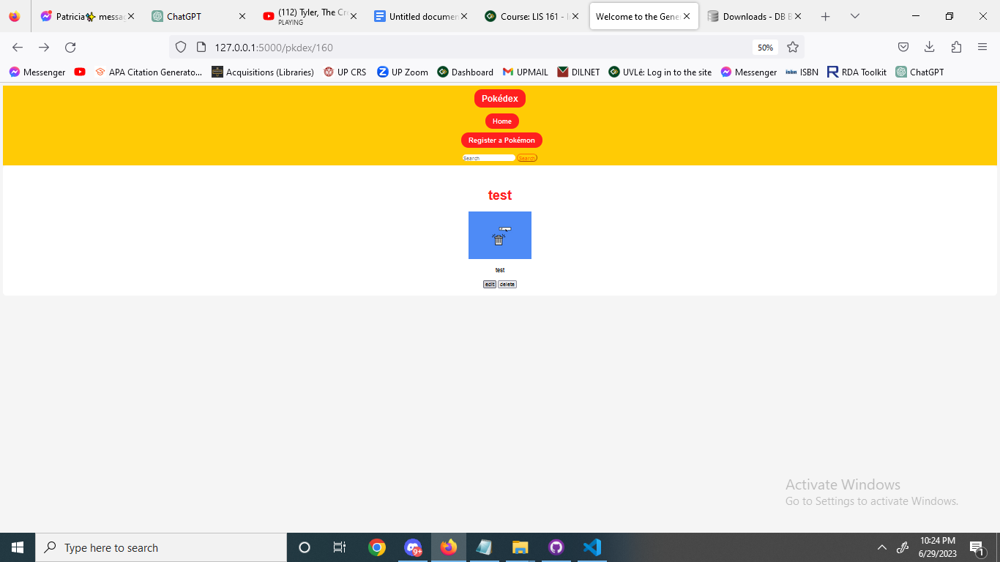 Patricia✨ messag
ChatGPT
(112) Tyler, The Cre
PLAYING
Untitled documen
Course: LIS 161 - I
Welcome to the Gene
Downloads - DB B
127.0.0.1:5000/pkdex/160
50%
Messenger
APA Citation Generato...
Acquisitions (Libraries)
UP CRS
UP Zoom
Dashboard
UPMAIL
DILNET
UVLê: Log in to the site
Messenger
isbn ISBN
RDA Toolkit
ChatGPT
Pokédex
Home
Register a Pokémon
Search Search
test
test
edit delete
Activate Windows
Go to Settings to activate Windows.
Type here to search
9+
10:24 PM
6/29/2023
1